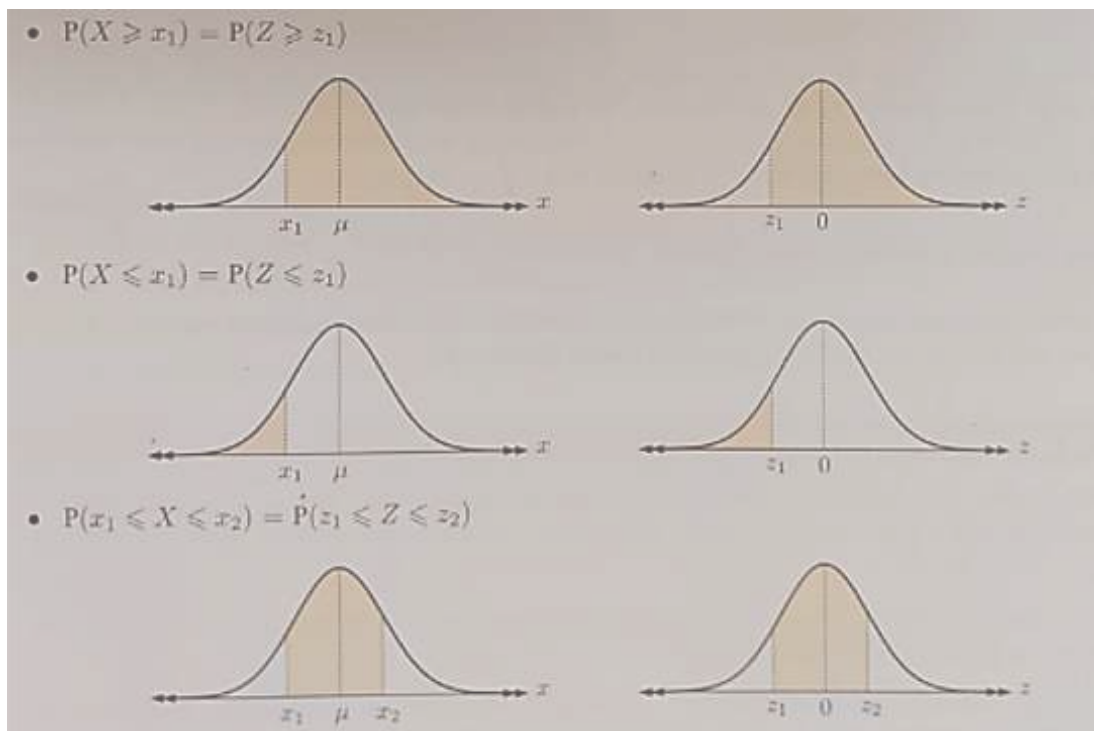 • P(X ⩾ x₁) = P(Z ⩾ z₁)
x
z
x₁ μ
z₁ 0
• P(X ⩽ x₁) = P(Z ⩽ z₁)
x
z
x₁ μ
z₁ 0
• P(x₁ ⩽ X ⩽ x₂) = P(z₁ ⩽ Z ⩽ z₂)
x
z
x₁ μ x₂
z₁ 0 z₂